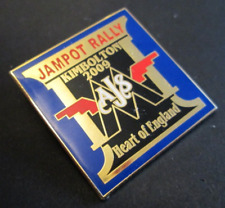 JAMPOT RALLY
KIMBOLTON
2009
AJS
M
Heart of England